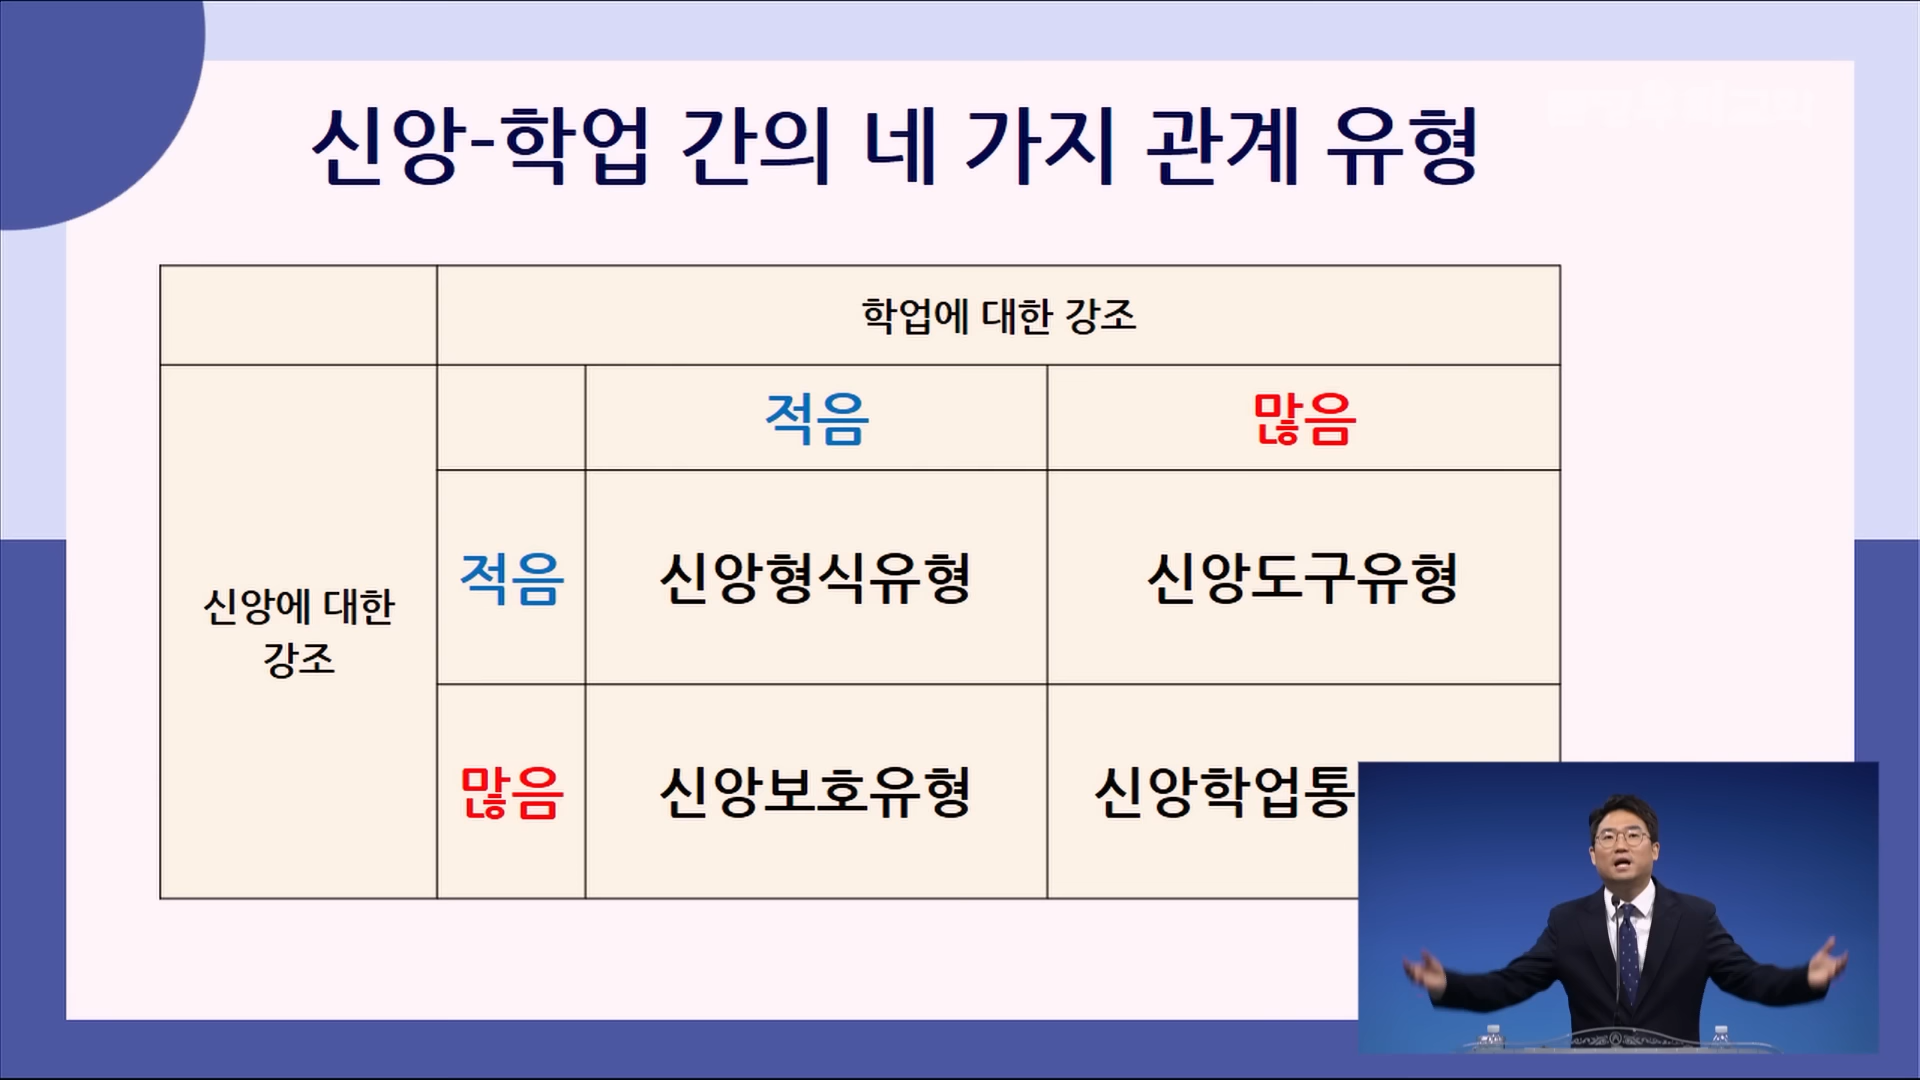 신앙-학업 간의 네 가지 관계 유형
학업에 대한 강조
적음 많음
신앙에 대한
강조
적음 신앙형식유형 신앙도구유형
많음 신앙보호유형 신앙학업통